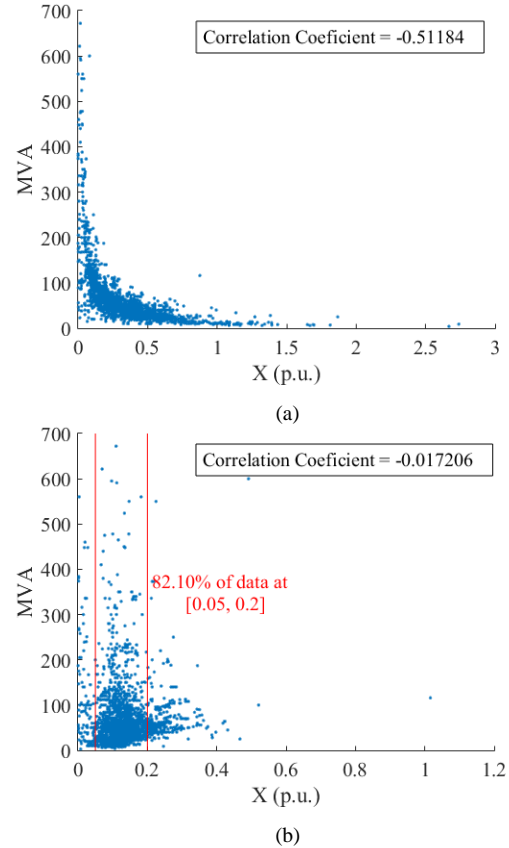 700
Correlation Coeficient = -0.51184
600
500
400
MVA
300
200
100
0
0 0.5 1 1.5 2 2.5 3
X (p.u.)
(a)
700
Correlation Coeficient = -0.017206
600
500
400
82.10% of data at
[0.05, 0.2]
MVA
300
200
100
0
0 0.2 0.4 0.6 0.8 1 1.2
X (p.u.)
(b)